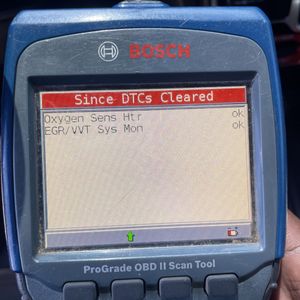 BOSCH
Since DTCs Cleared
Oxygen Sens Htr ok
EGR/VVT Sys Mon ok
ProGrade OBD II Scan Tool